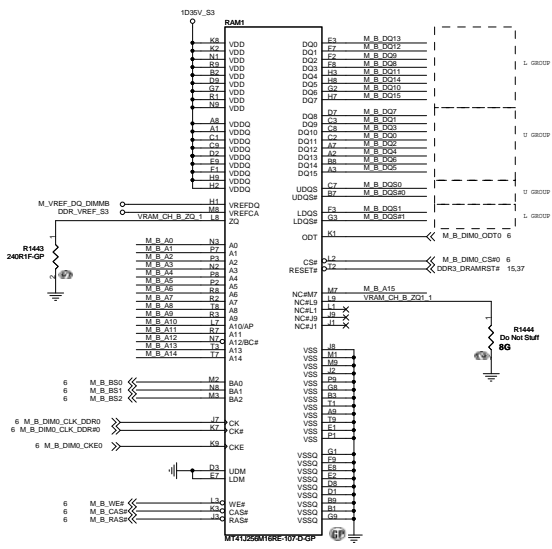 1D35V_S3
RAM1
K8 VDD
K2 VDD
N1 VDD
R9 VDD
B2 VDD
D9 VDD
G7 VDD
R1 VDD
N9 VDD
A8 VDDQ
A1 VDDQ
C1 VDDQ
C9 VDDQ
D2 VDDQ
E9 VDDQ
F1 VDDQ
H9 VDDQ
H2 VDDQ
M_VREF_DQ_DIMMB H1 VREFDQ
DDR_VREF_S3 M8 VREFCA
VRAM_CH_B_ZQ_1 L8 ZQ
R1443
240R1F-GP
1
2
M_B_A0 N3 A0
M_B_A1 P7 A1
M_B_A2 P3 A2
M_B_A3 N2 A3
M_B_A4 P8 A4
M_B_A5 P2 A5
M_B_A6 R8 A6
M_B_A7 R2 A7
M_B_A8 T8 A8
M_B_A9 R3 A9
M_B_A10 L7 A10/AP
M_B_A11 R7 A11
M_B_A12 N7 A12/BC#
M_B_A13 T3 A13
M_B_A14 T7 A14
6 M_B_BS0 M2 BA0
6 M_B_BS1 N8 BA1
6 M_B_BS2 M3 BA2
6 M_B_DIM0_CLK_DDR0 J7 CK
6 M_B_DIM0_CLK_DDR#0 K7 CK#
6 M_B_DIM0_CKE0 K9 CKE
D3 UDM
E7 LDM
6 M_B_WE# L3 WE#
6 M_B_CAS# K3 CAS#
6 M_B_RAS# J3 RAS#
DQ0 E3 M_B_DQ13
DQ1 F7 M_B_DQ12
DQ2 F2 M_B_DQ9
DQ3 F8 M_B_DQ8
DQ4 H3 M_B_DQ11
DQ5 H8 M_B_DQ14
DQ6 G2 M_B_DQ10
DQ7 H7 M_B_DQ15
L GROUP
DQ8 D7 M_B_DQ7
DQ9 C3 M_B_DQ1
DQ10 C8 M_B_DQ3
DQ11 C2 M_B_DQ0
DQ12 A7 M_B_DQ2
DQ13 A2 M_B_DQ4
DQ14 B8 M_B_DQ6
DQ15 A3 M_B_DQ5
U GROUP
UDQS C7 M_B_DQS0
UDQS# B7 M_B_DQS#0
U GROUP
LDQS F3 M_B_DQS1
LDQS# G3 M_B_DQS#1
L GROUP
ODT K1 M_B_DIM0_ODT0 6
CS# L2 M_B_DIM0_CS#0 6
RESET# T2 DDR3_DRAMRST# 15,37
NC#M7 M7 M_B_A15
NC#L9 L9 VRAM_CH_B_ZQ1_1
NC#L1 L1
NC#J9 J9
NC#J1 J1
1
2
R1444
Do Not Stuff
8G
VSS J8
VSS M1
VSS M9
VSS J2
VSS P9
VSS G8
VSS B3
VSS T1
VSS A9
VSS T9
VSS E1
VSS P1
VSSQ G1
VSSQ F9
VSSQ E8
VSSQ E2
VSSQ D8
VSSQ D1
VSSQ B9
VSSQ B1
VSSQ G9
GP
MT41J256M16RE-107-D-GP